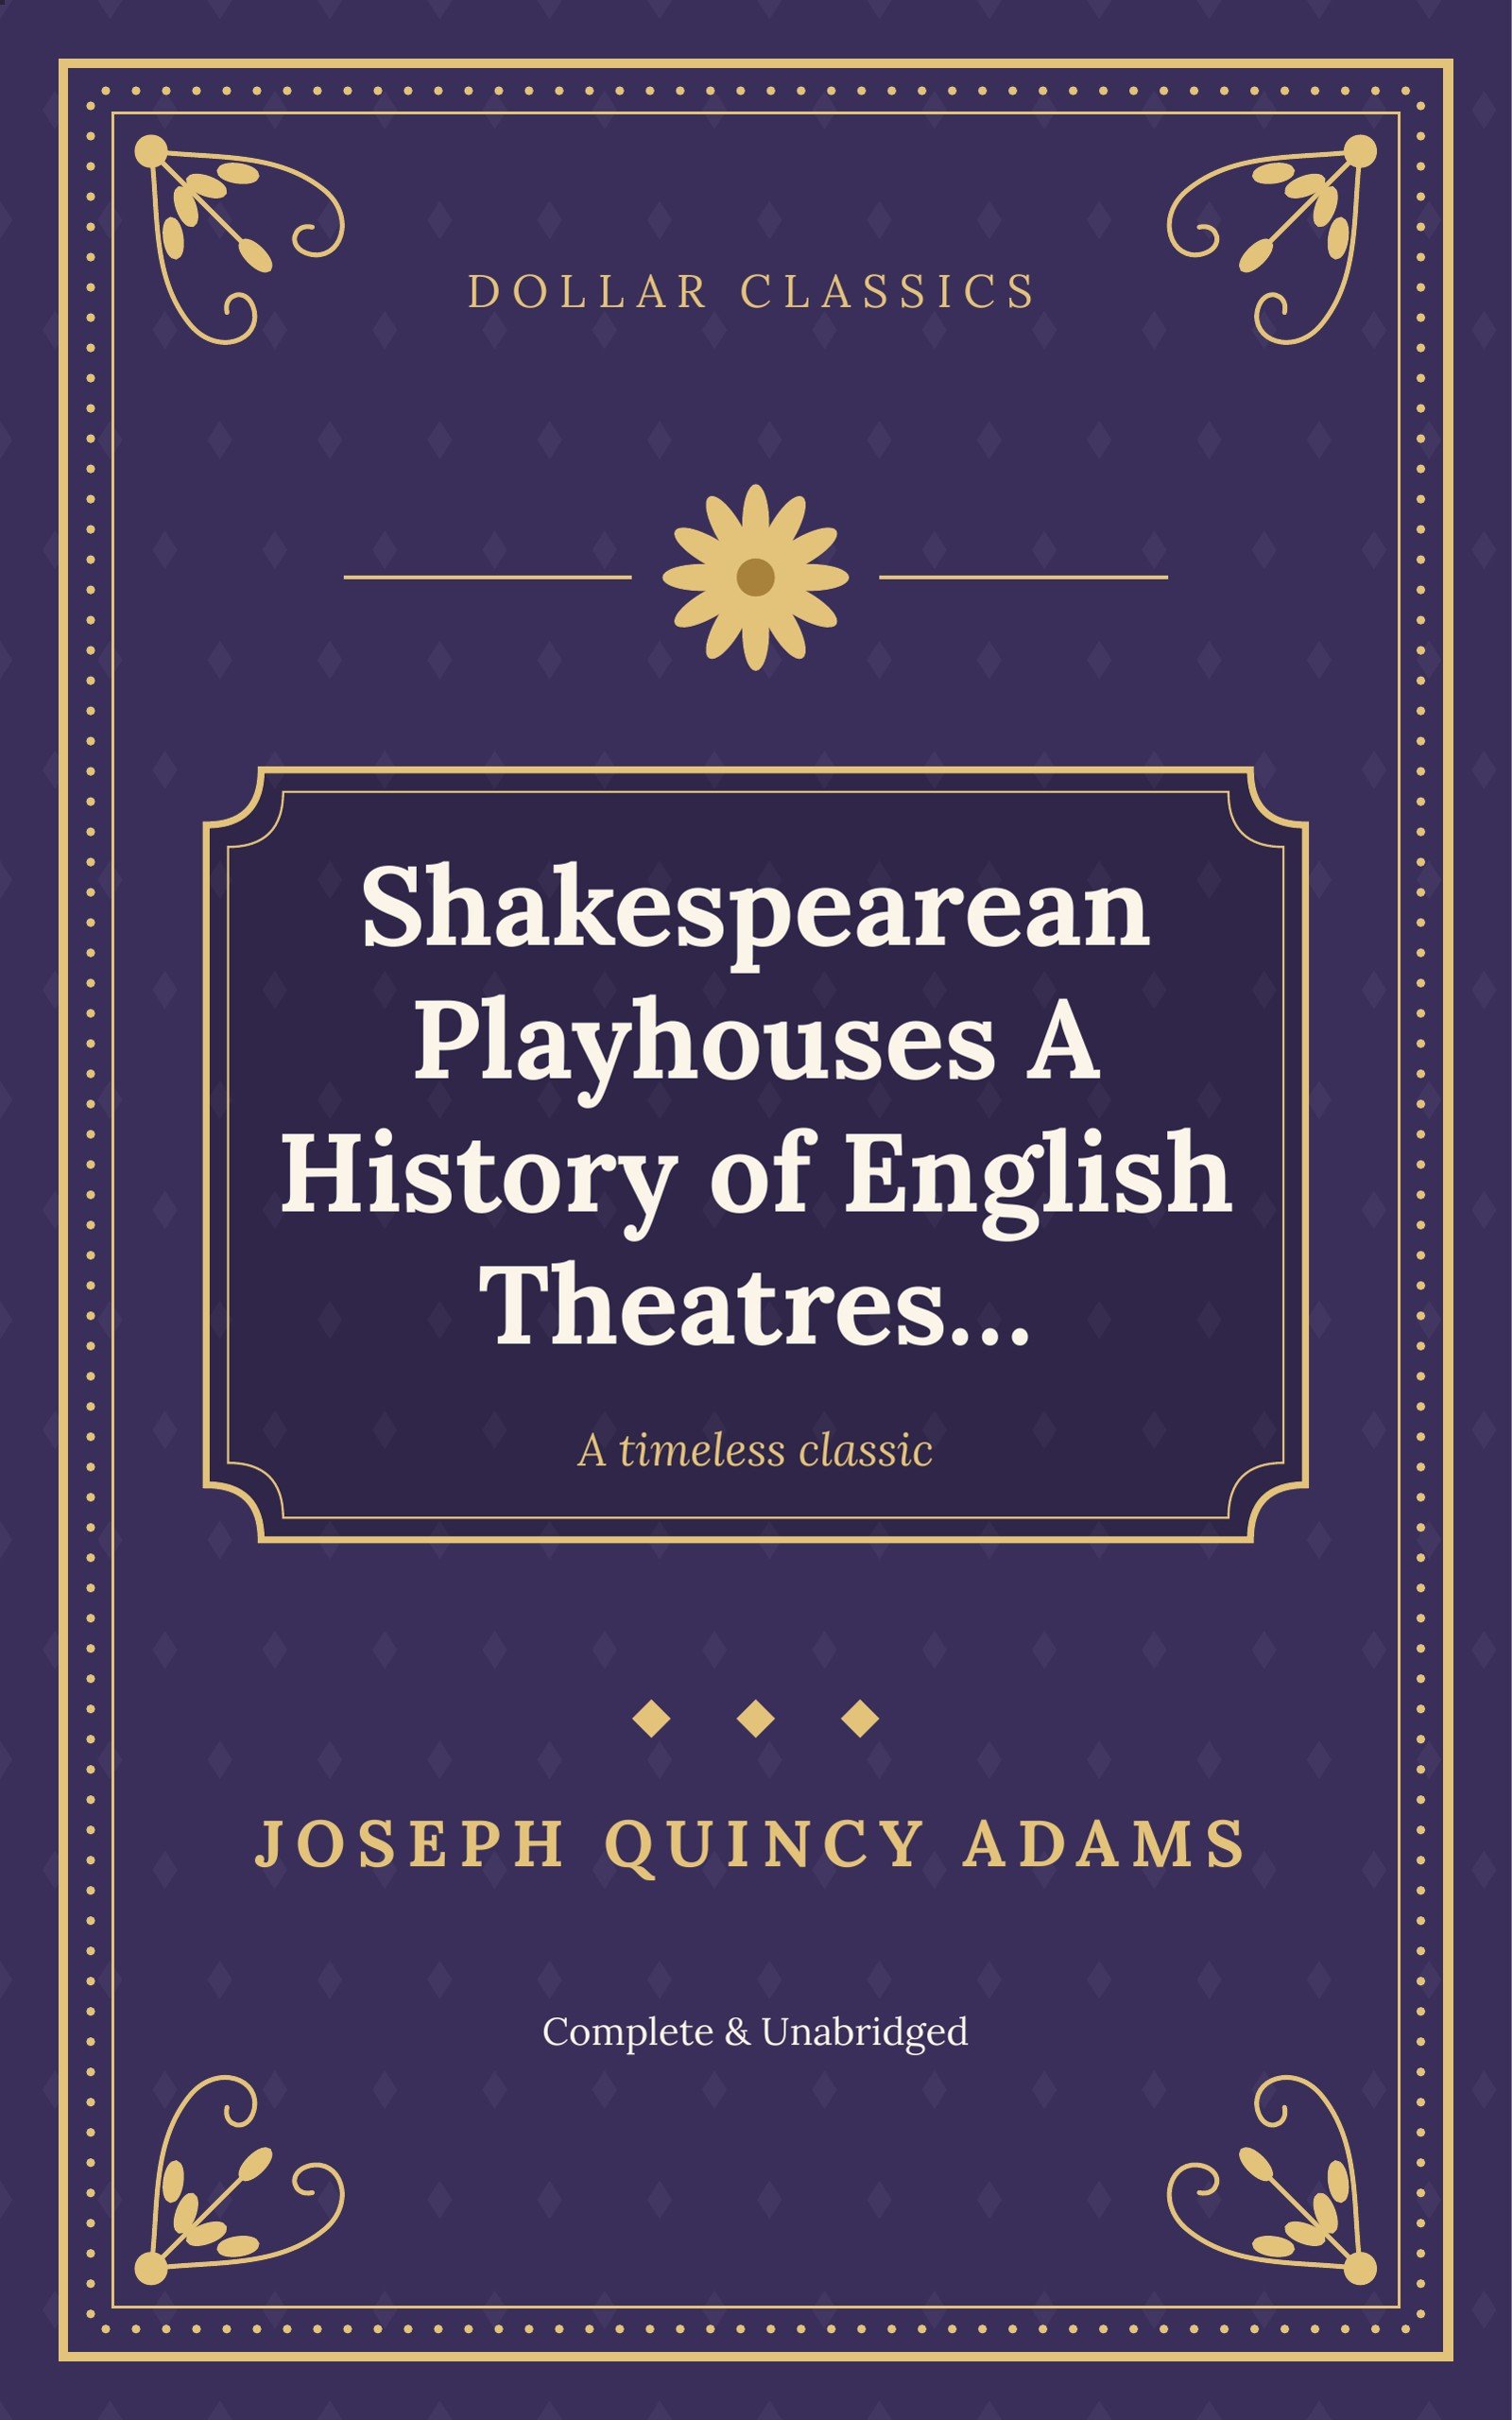 DOLLAR CLASSICS
Shakespearean
Playhouses A
History of English
Theatres...
A timeless classic
JOSEPH QUINCY ADAMS
Complete & Unabridged